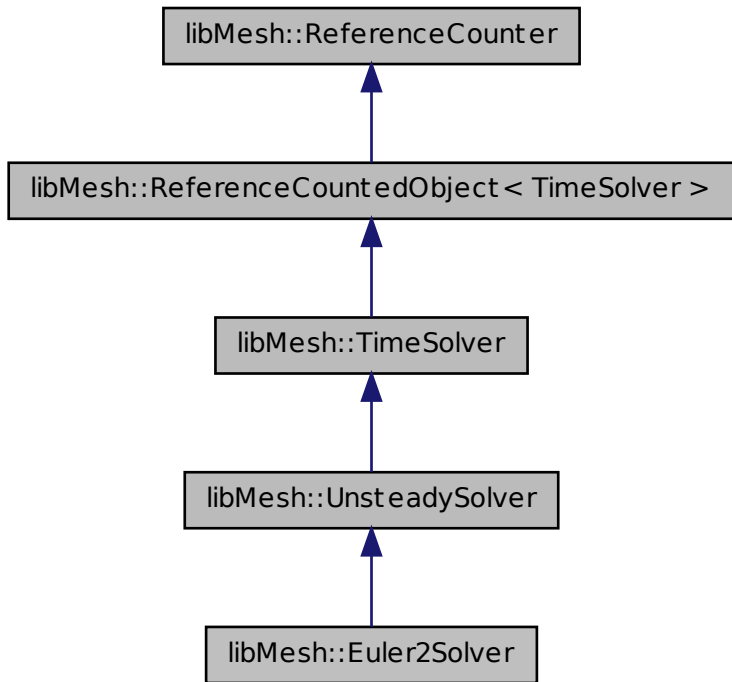 libMesh::ReferenceCounter
libMesh::ReferenceCountedObject< TimeSolver >
libMesh::TimeSolver
libMesh::UnsteadySolver
libMesh::Euler2Solver